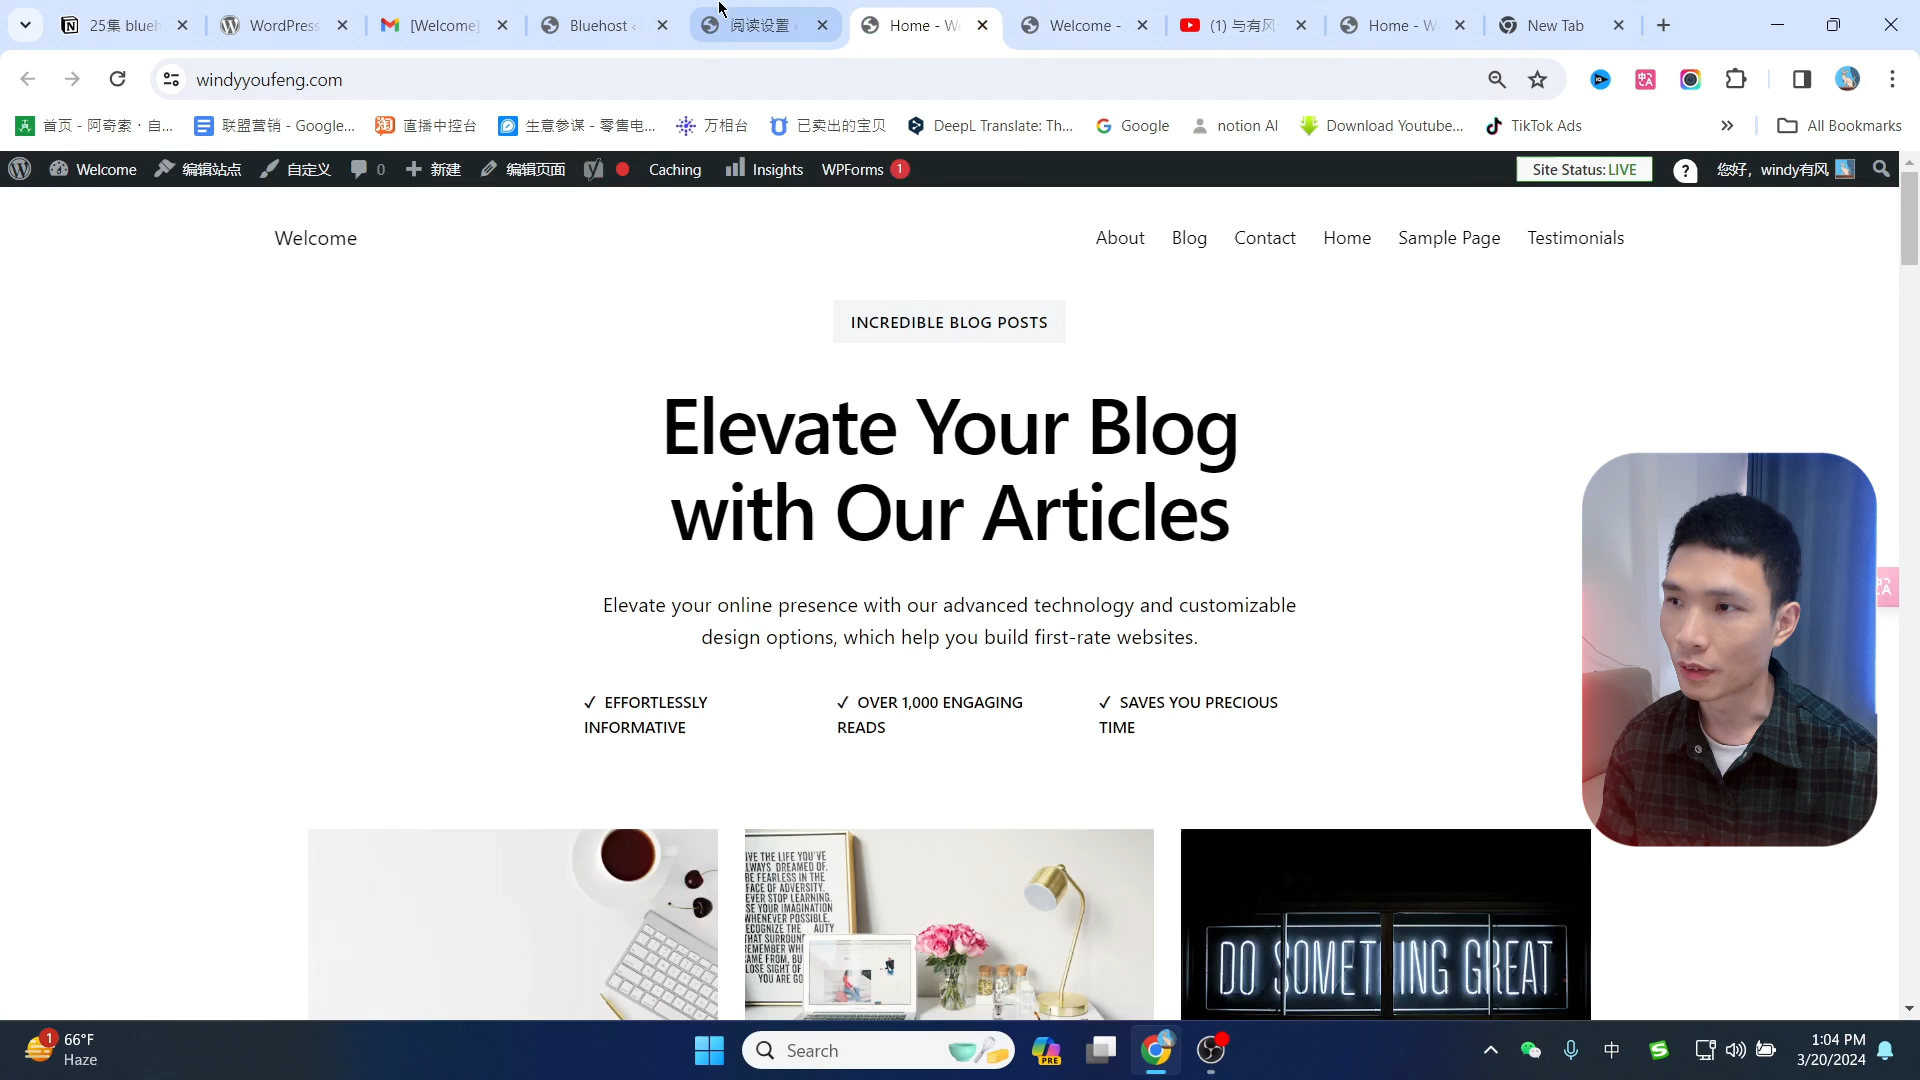 25集 blueh
WordPress
[Welcome]
Bluehost ‹
阅读设置 ‹
Home - We
Welcome -
(1) 与有风
Home - W
New Tab
windyyoufeng.com
首页 - 阿奇索 · 自...
联盟营销 - Google...
直播中控台
生意参谋 - 零售电...
万相台
已卖出的宝贝
DeepL Translate: Th...
Google
notion AI
Download Youtube...
TikTok Ads
»
All Bookmarks
Welcome
编辑站点
自定义
0
新建
编辑页面
Caching
Insights
WPForms 1
Site Status: LIVE
?
您好，windy有风
Welcome
About
Blog
Contact
Home
Sample Page
Testimonials
INCREDIBLE BLOG POSTS
Elevate Your Blog
with Our Articles
Elevate your online presence with our advanced technology and customizable
design options, which help you build first-rate websites.
✓ EFFORTLESSLY
INFORMATIVE
✓ OVER 1,000 ENGAGING
READS
✓ SAVES YOU PRECIOUS
TIME
DO SOMETHING GREAT
1
66°F
Haze
Search
PRE
中
1:04 PM
3/20/2024